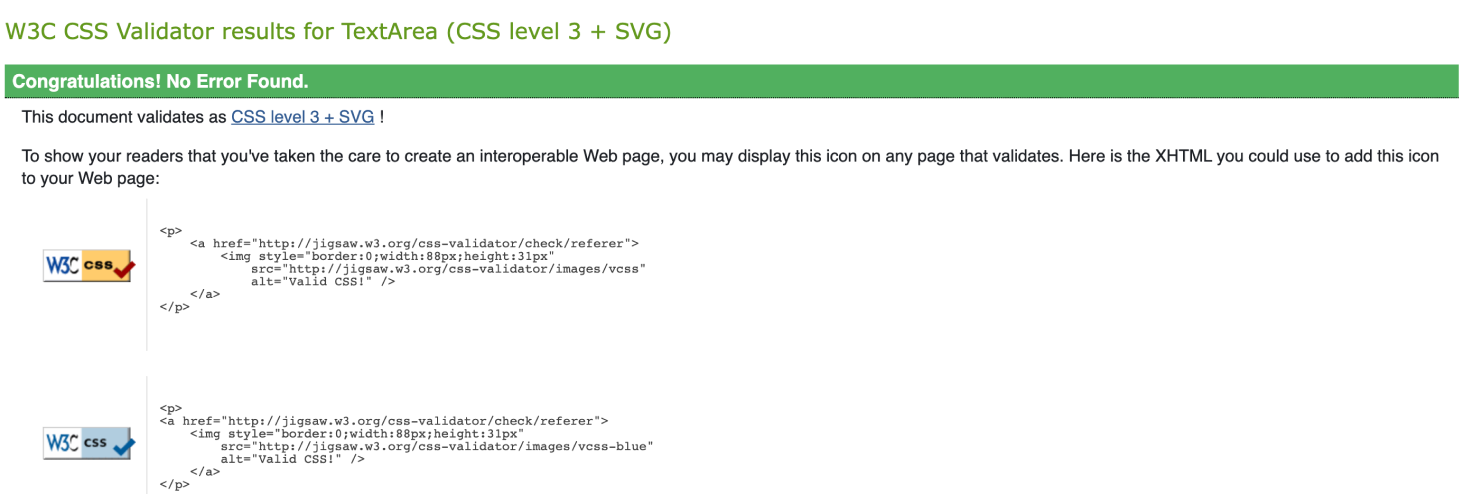 W3C CSS Validator results for TextArea (CSS level 3 + SVG)
Congratulations! No Error Found.
This document validates as CSS level 3 + SVG !
To show your readers that you've taken the care to create an interoperable Web page, you may display this icon on any page that validates. Here is the XHTML you could use to add this icon
to your Web page:
W3C css
<p>
    <a href="http://jigsaw.w3.org/css-validator/check/referer">
        <img style="border:0;width:88px;height:31px"
            src="http://jigsaw.w3.org/css-validator/images/vcss"
            alt="Valid CSS!" />
    </a>
</p>
W3C css
<p>
<a href="http://jigsaw.w3.org/css-validator/check/referer">
    <img style="border:0;width:88px;height:31px"
        src="http://jigsaw.w3.org/css-validator/images/vcss-blue"
        alt="Valid CSS!" />
    </a>
</p>